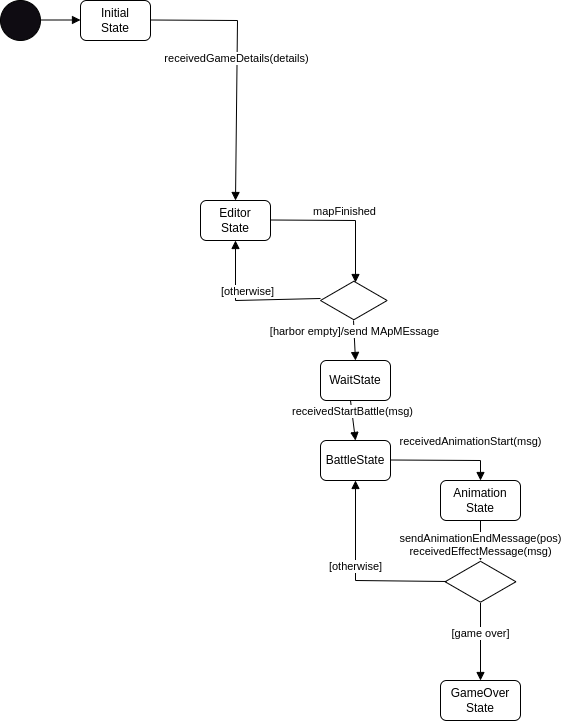 Initial
State
receivedGameDetails(details)
Editor
State
mapFinished
[otherwise]
[harbor empty]/send MApMEssage
WaitState
receivedStartBattle(msg)
BattleState
receivedAnimationStart(msg)
Animation
State
sendAnimationEndMessage(pos)
receivedEffectMessage(msg)
[otherwise]
[game over]
GameOver
State